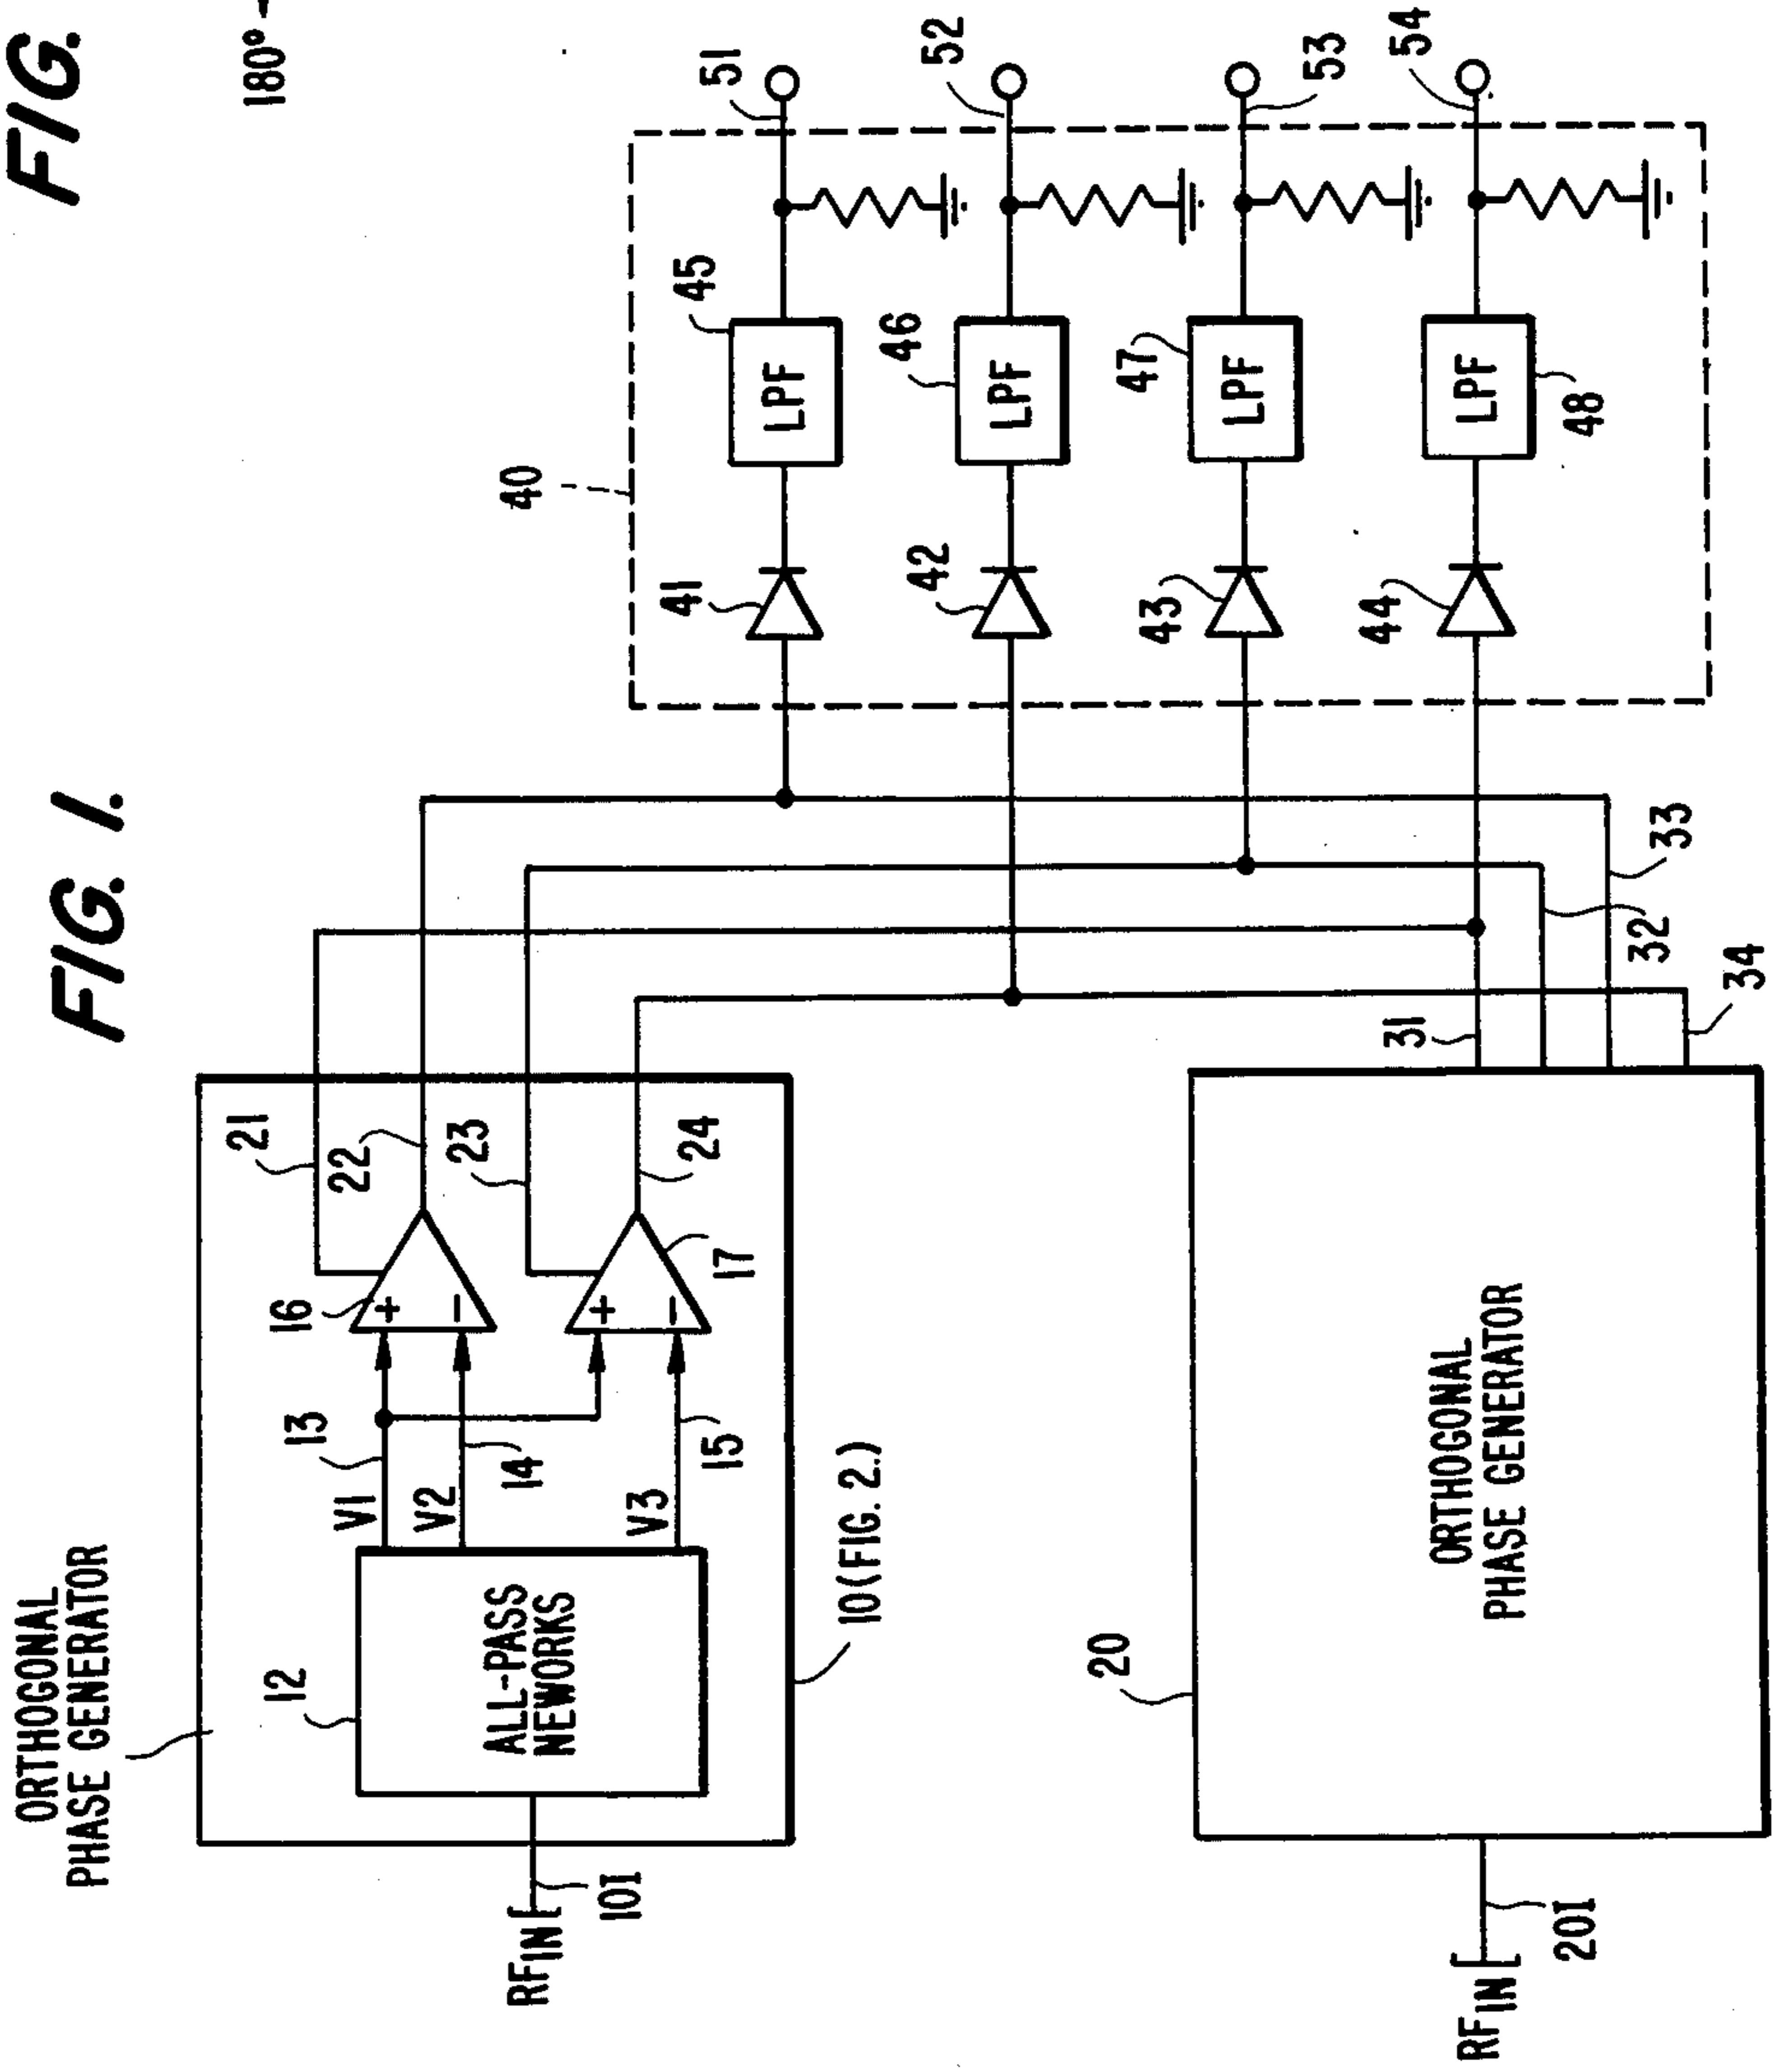 FIG. 1.
FIG.
180°
ORTHOGONAL
PHASE GENERATOR
12
ALL-PASS
NEWORKS
RFIN
101
V1
V2
V3
13
14
15
16
+
−
17
+
−
21
22
23
24
10(FIG. 2.)
40
41
42
43
44
45
46
47
48
LPF
LPF
LPF
LPF
51
52
53
54
20
ORTHOGONAL
PHASE GENERATOR
RFIN
201
31
32
33
34